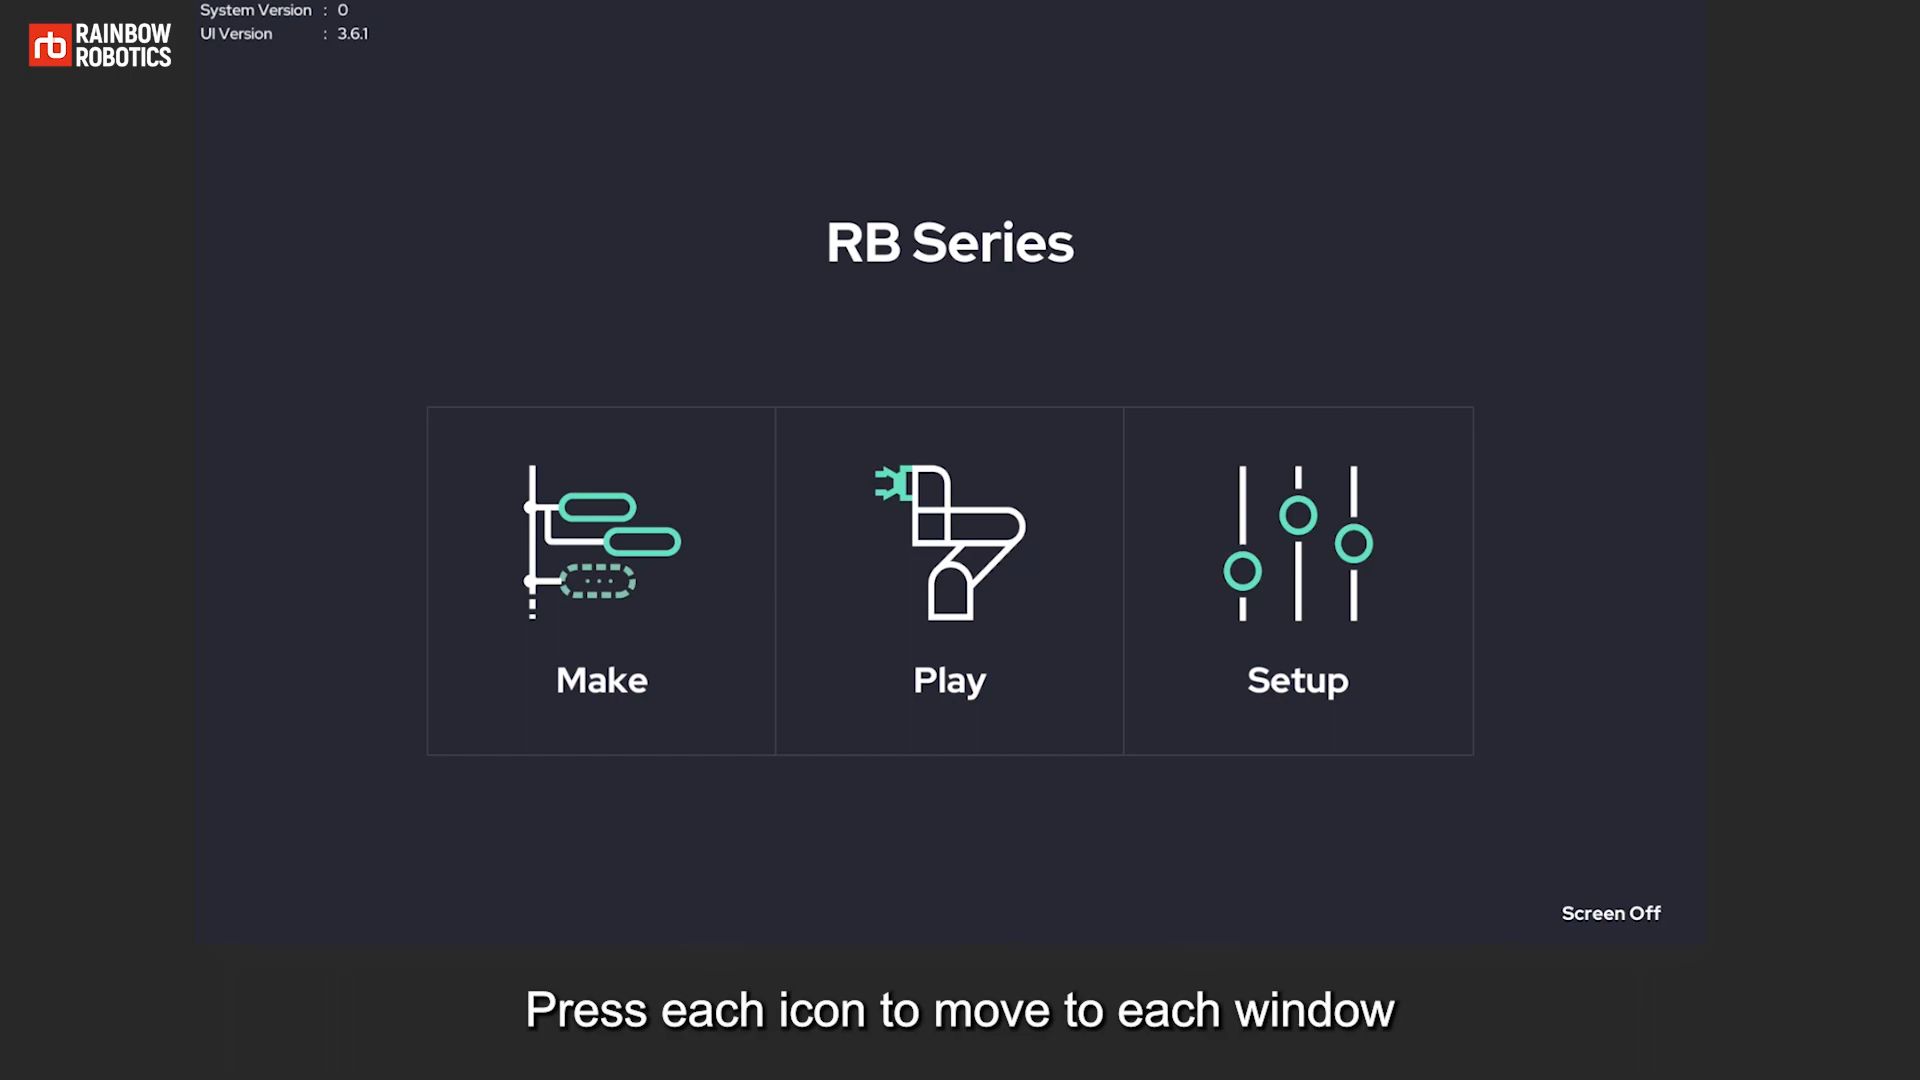 RAINBOW
ROBOTICS
System Version : 0
UI Version : 3.6.1
RB Series
Make
Play
Setup
Screen Off
Press each icon to move to each window